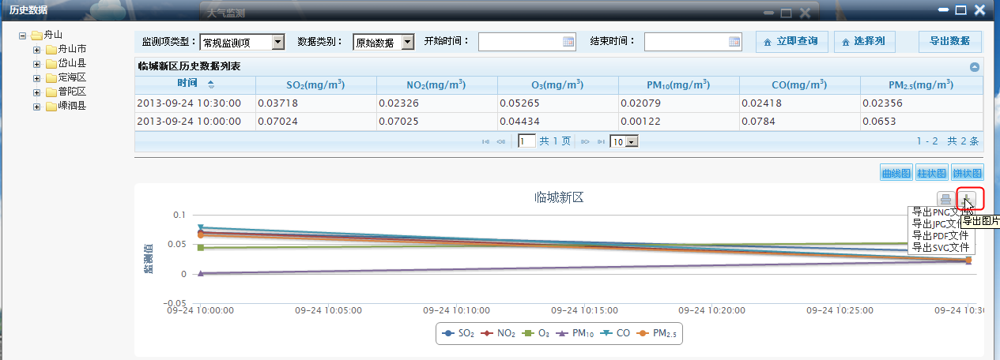 历史数据
大气监测
舟山
舟山市
岱山县
定海区
普陀区
嵊泗县
监测项类型： 常规监测项 数据类别： 原始数据 开始时间： 结束时间： 立即查询 选择列 导出数据
临城新区历史数据列表
时间 SO₂(mg/m³) NO₂(mg/m³) O₃(mg/m³) PM₁₀(mg/m³) CO(mg/m³) PM₂.₅(mg/m³)
2013-09-24 10:30:00 0.03718 0.02326 0.05265 0.02079 0.02418 0.02356
2013-09-24 10:00:00 0.07024 0.07025 0.04434 0.00122 0.0784 0.0653
1 共 1 页 10 1 - 2 共 2 条
曲线图 柱状图 饼状图
临城新区
导出PNG文件
导出图片
导出JPG文件
导出PDF文件
导出SVG文件
监测值
0.1
0.05
0
-0.05
09-24 10:00:00 09-24 10:05:00 09-24 10:10:00 09-24 10:15:00 09-24 10:20:00 09-24 10:25:00 09-24 10:30
SO₂ NO₂ O₃ PM₁₀ CO PM₂.₅